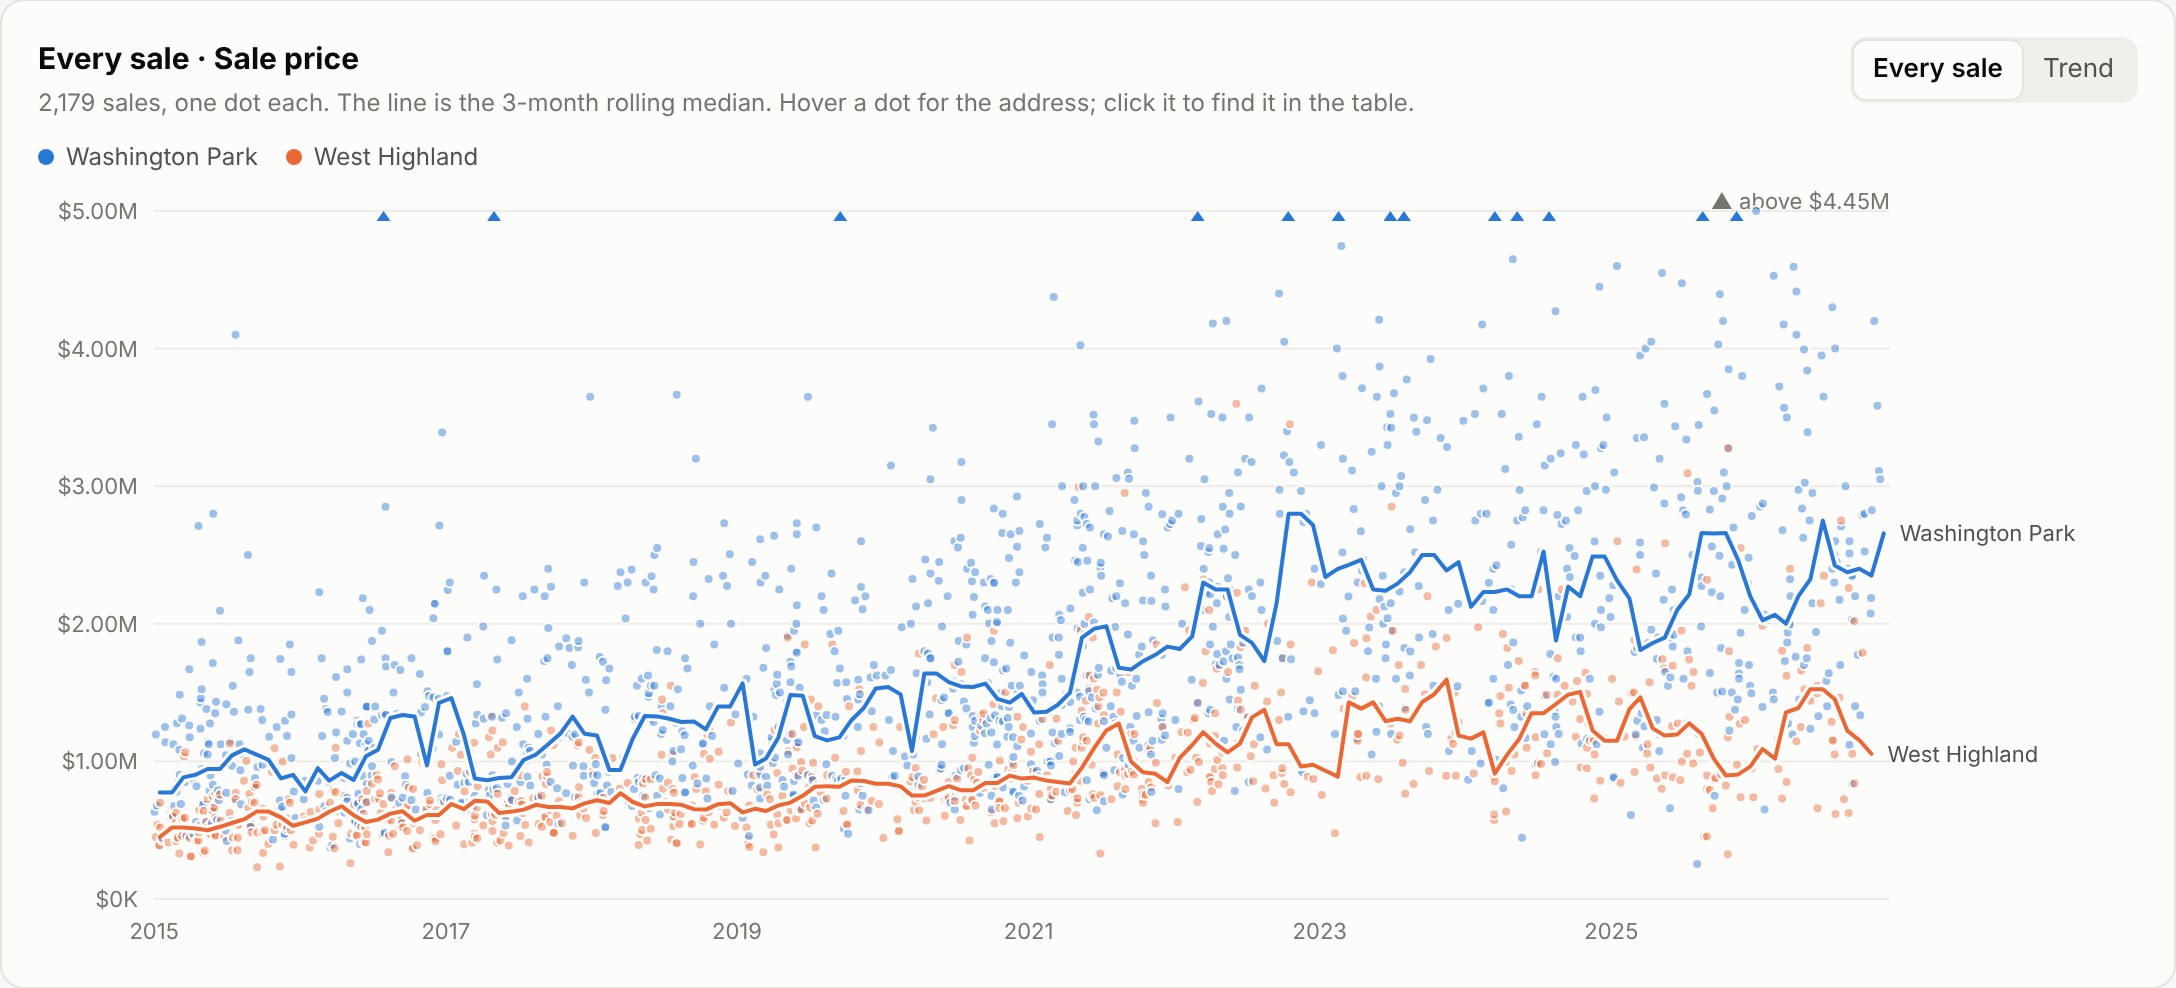 Every sale · Sale price
Every sale
Trend
2,179 sales, one dot each. The line is the 3-month rolling median. Hover a dot for the address; click it to find it in the table.
Washington Park
West Highland
above $4.45M
$5.00M
$4.00M
$3.00M
$2.00M
$1.00M
$0K
Washington Park
West Highland
2015
2017
2019
2021
2023
2025